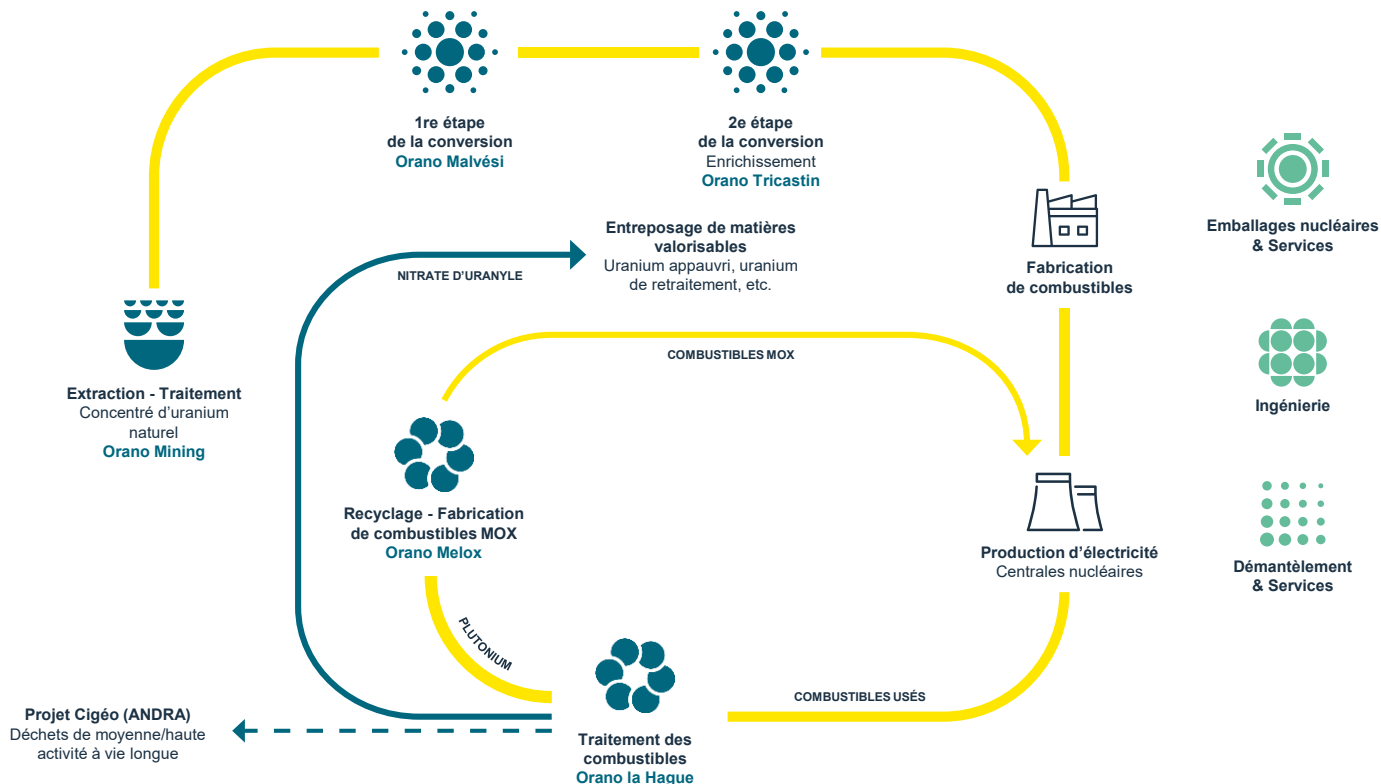 1re étape
de la conversion
Orano Malvési
2e étape
de la conversion
Enrichissement
Orano Tricastin
Emballages nucléaires
& Services
Entreposage de matières
valorisables
Uranium appauvri, uranium
de retraitement, etc.
NITRATE D'URANYLE
Fabrication
de combustibles
COMBUSTIBLES MOX
Extraction - Traitement
Concentré d'uranium
naturel
Orano Mining
Ingénierie
Recyclage - Fabrication
de combustibles MOX
Orano Melox
Production d'électricité
Centrales nucléaires
Démantèlement
& Services
PLUTONIUM
COMBUSTIBLES USÉS
Projet Cigéo (ANDRA)
Déchets de moyenne/haute
activité à vie longue
Traitement des
combustibles
Orano la Hague